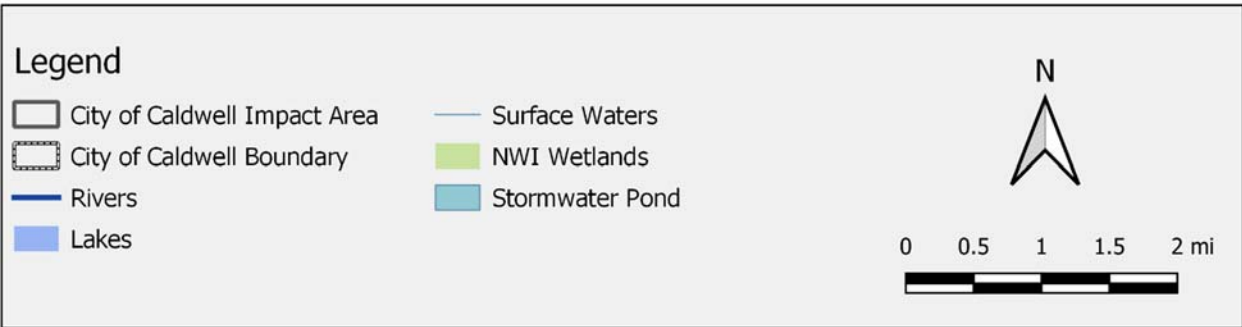 Legend
City of Caldwell Impact Area
City of Caldwell Boundary
Rivers
Lakes
Surface Waters
NWI Wetlands
Stormwater Pond
N
0 0.5 1 1.5 2 mi